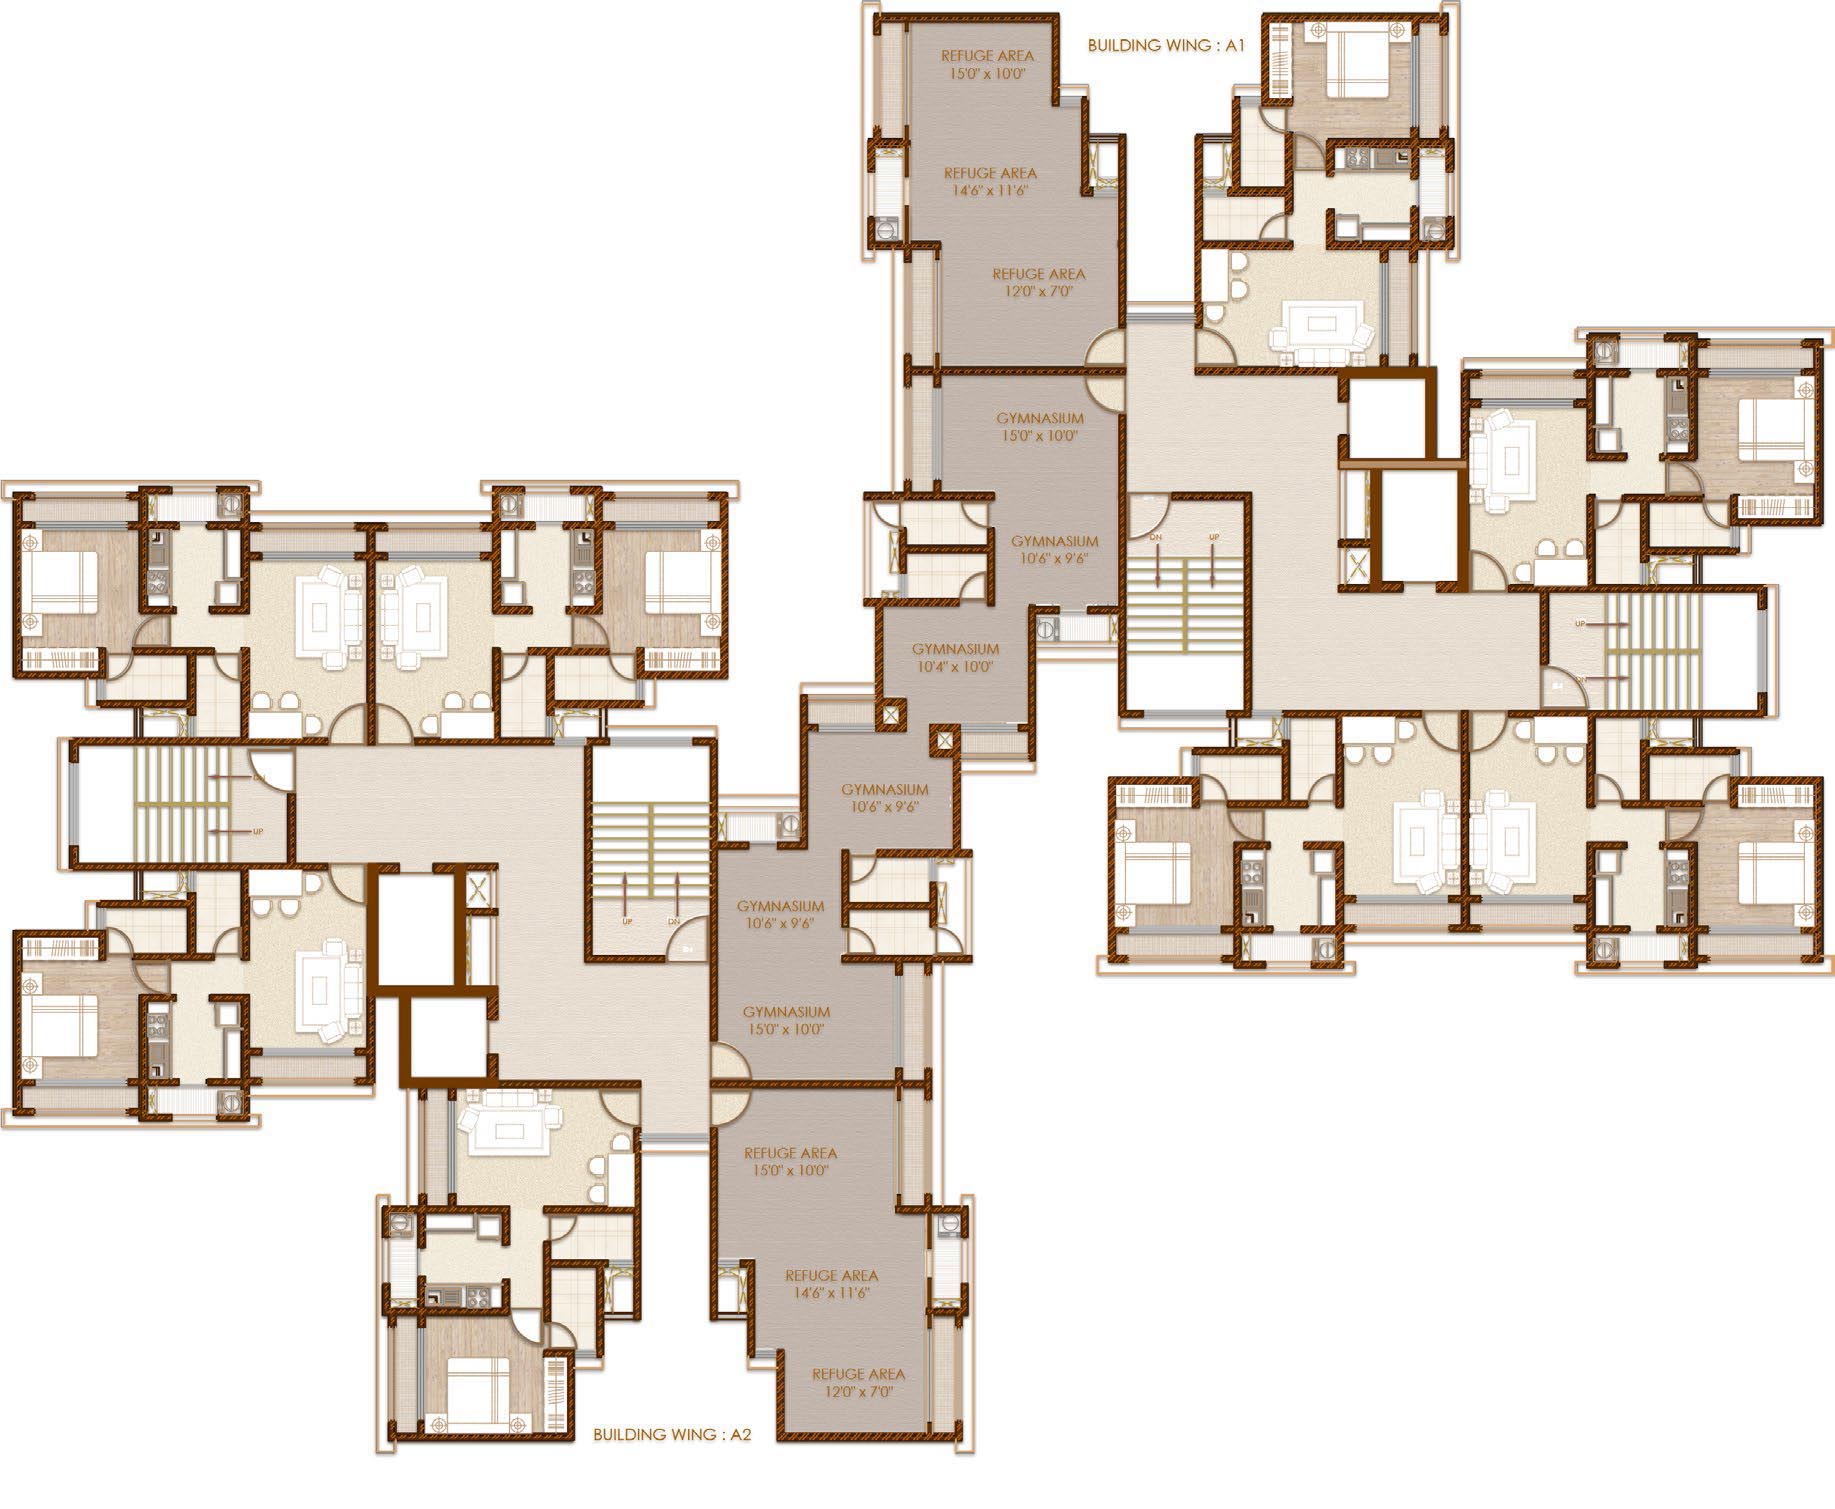 BUILDING WING : A1
REFUGE AREA
15'0" x 10'0"
REFUGE AREA
14'6" x 11'6"
REFUGE AREA
12'0" x 7'0"
GYMNASIUM
15'0" x 10'0"
GYMNASIUM
10'6" x 9'6"
DN
UP
UP
DN
GYMNASIUM
10'4" x 10'0"
GYMNASIUM
10'6" x 9'6"
DN
UP
GYMNASIUM
10'6" x 9'6"
UP
DN
GYMNASIUM
15'0" x 10'0"
REFUGE AREA
15'0" x 10'0"
REFUGE AREA
14'6" x 11'6"
REFUGE AREA
12'0" x 7'0"
BUILDING WING : A2